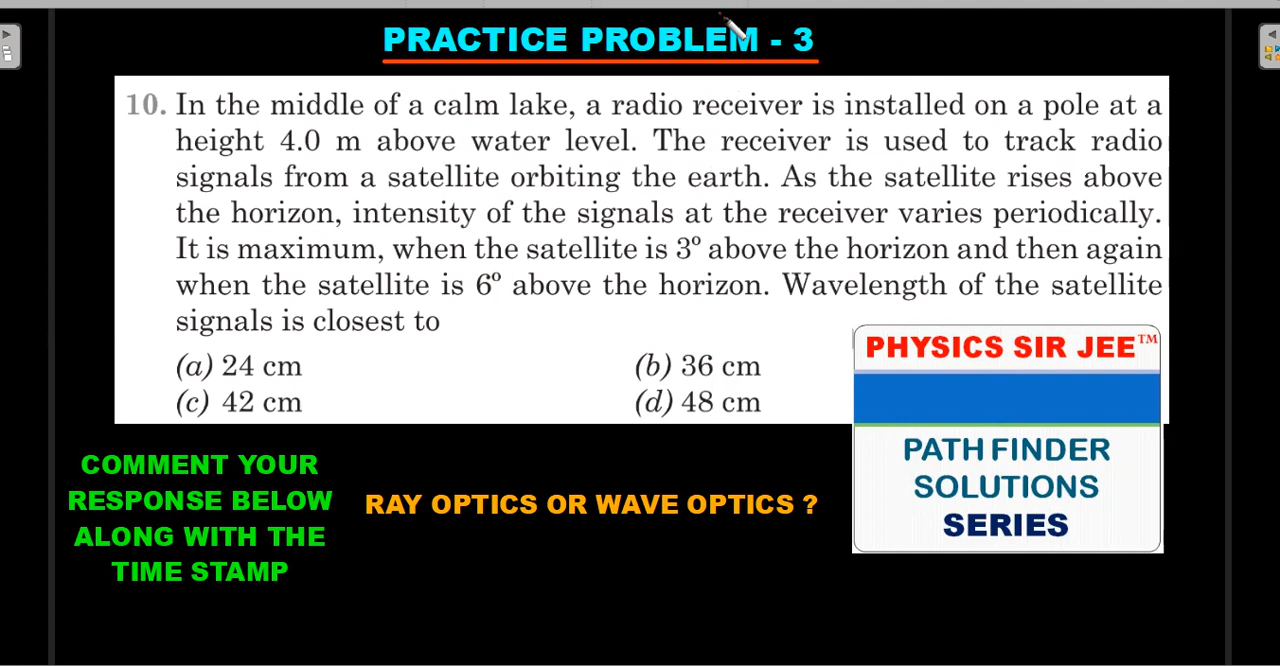 PRACTICE PROBLEM - 3
10. In the middle of a calm lake, a radio receiver is installed on a pole at a
height 4.0 m above water level. The receiver is used to track radio
signals from a satellite orbiting the earth. As the satellite rises above
the horizon, intensity of the signals at the receiver varies periodically.
It is maximum, when the satellite is 3º above the horizon and then again
when the satellite is 6º above the horizon. Wavelength of the satellite
signals is closest to
(a) 24 cm (b) 36 cm
(c) 42 cm (d) 48 cm
PHYSICS SIR JEE™
PATH FINDER
SOLUTIONS
SERIES
COMMENT YOUR
RESPONSE BELOW
ALONG WITH THE
TIME STAMP
RAY OPTICS OR WAVE OPTICS ?